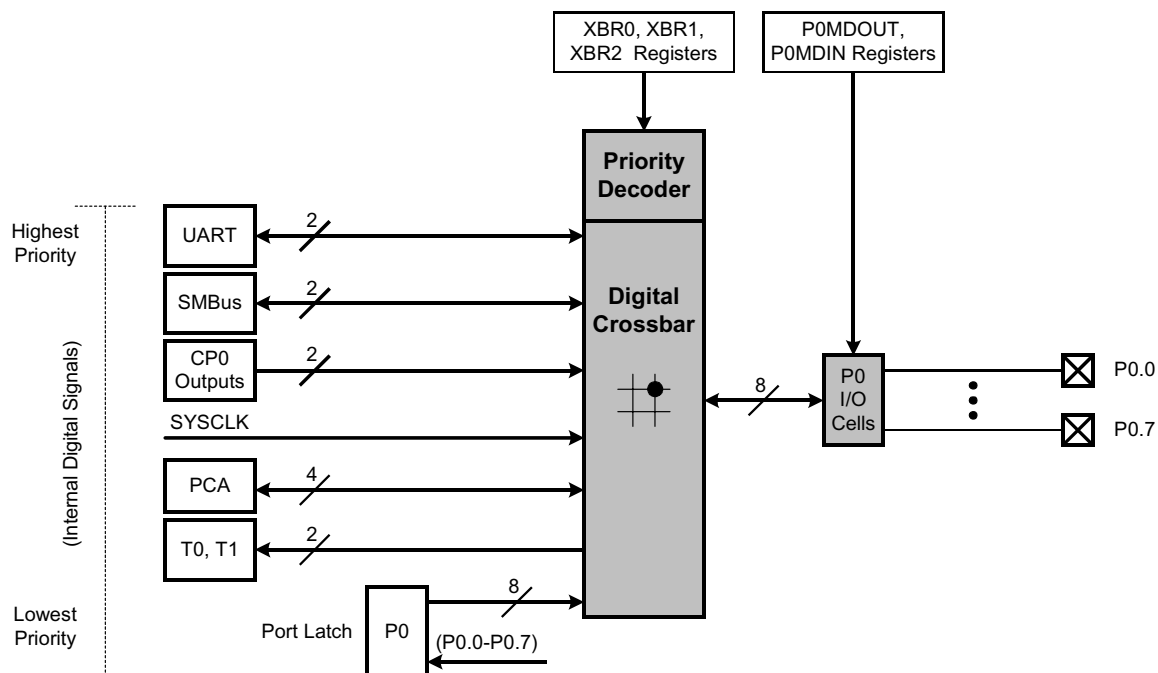 XBR0, XBR1,
XBR2 Registers
P0MDOUT,
P0MDIN Registers
Priority
Decoder
Highest
Priority
UART
2
SMBus
2
Digital
Crossbar
CP0
Outputs
2
(Internal Digital Signals)
SYSCLK
PCA
4
T0, T1
2
8
P0
I/O
Cells
P0.0
P0.7
Lowest
Priority
Port Latch
P0
8
(P0.0-P0.7)